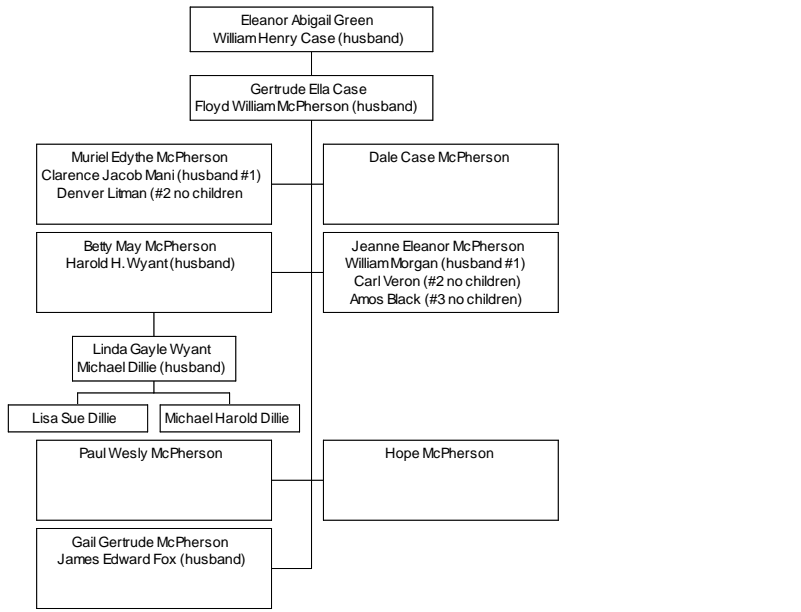 Eleanor Abigail Green
William Henry Case (husband)
Gertrude Ella Case
Floyd William McPherson (husband)
Muriel Edythe McPherson
Clarence Jacob Mani (husband #1)
Denver Litman (#2 no children
Dale Case McPherson
Betty May McPherson
Harold H. Wyant (husband)
Jeanne Eleanor McPherson
William Morgan (husband #1)
Carl Veron (#2 no children)
Amos Black (#3 no children)
Linda Gayle Wyant
Michael Dillie (husband)
Lisa Sue Dillie
Michael Harold Dillie
Paul Wesly McPherson
Hope McPherson
Gail Gertrude McPherson
James Edward Fox (husband)